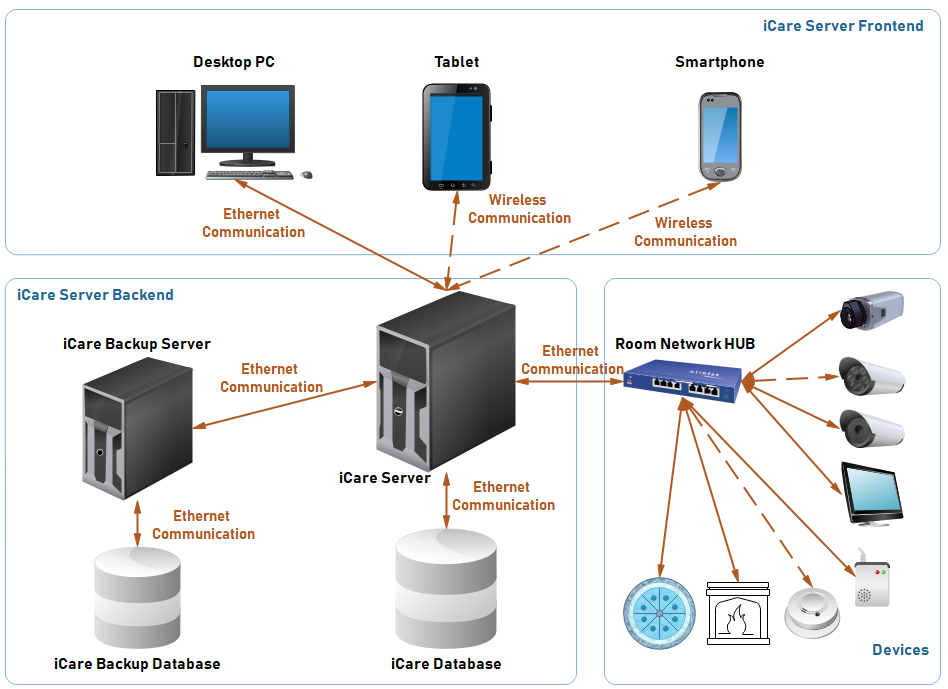 iCare Server Frontend
Desktop PC
Tablet
Smartphone
Ethernet
Communication
Wireless
Communication
Wireless
Communication
iCare Server Backend
iCare Backup Server
Ethernet
Communication
Ethernet
Communication
Room Network HUB
iCare Server
Ethernet
Communication
Ethernet
Communication
iCare Backup Database
iCare Database
Devices